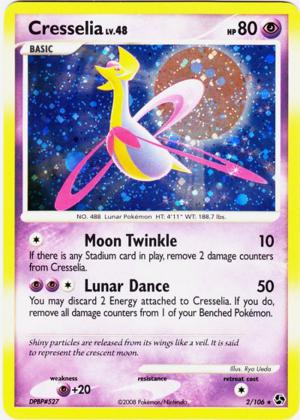 Cresselia LV.48 HP 80
BASIC
NO. 488 Lunar Pokémon HT: 4'11" WT: 188.7 lbs.
Moon Twinkle 10
If there is any Stadium card in play, remove 2 damage counters
from Cresselia.
Lunar Dance 50
You may discard 2 Energy attached to Cresselia. If you do,
remove all damage counters from 1 of your Benched Pokémon.
Shiny particles are released from its wings like a veil. It is said to
represent the crescent moon.
Illus. Ryo Ueda
weakness resistance retreat cost
+20
DPBP#527 ©2008 Pokémon/Nintendo 2/106 ★